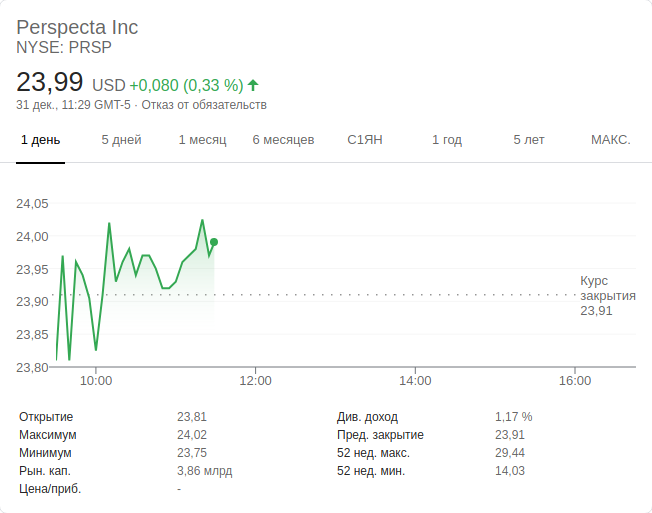 Perspecta Inc
NYSE: PRSP
23,99 USD +0,080 (0,33 %)
31 дек., 11:29 GMT-5 · Отказ от обязательств
1 день 5 дней 1 месяц 6 месяцев С1ЯН 1 год 5 лет МАКС.
24,05
24,00
23,95
23,90
23,85
23,80
Курс
закрытия
23,91
10:00 12:00 14:00 16:00
Открытие 23,81 Див. доход 1,17 %
Максимум 24,02 Пред. закрытие 23,91
Минимум 23,75 52 нед. макс. 29,44
Рын. кап. 3,86 млрд 52 нед. мин. 14,03
Цена/приб. -